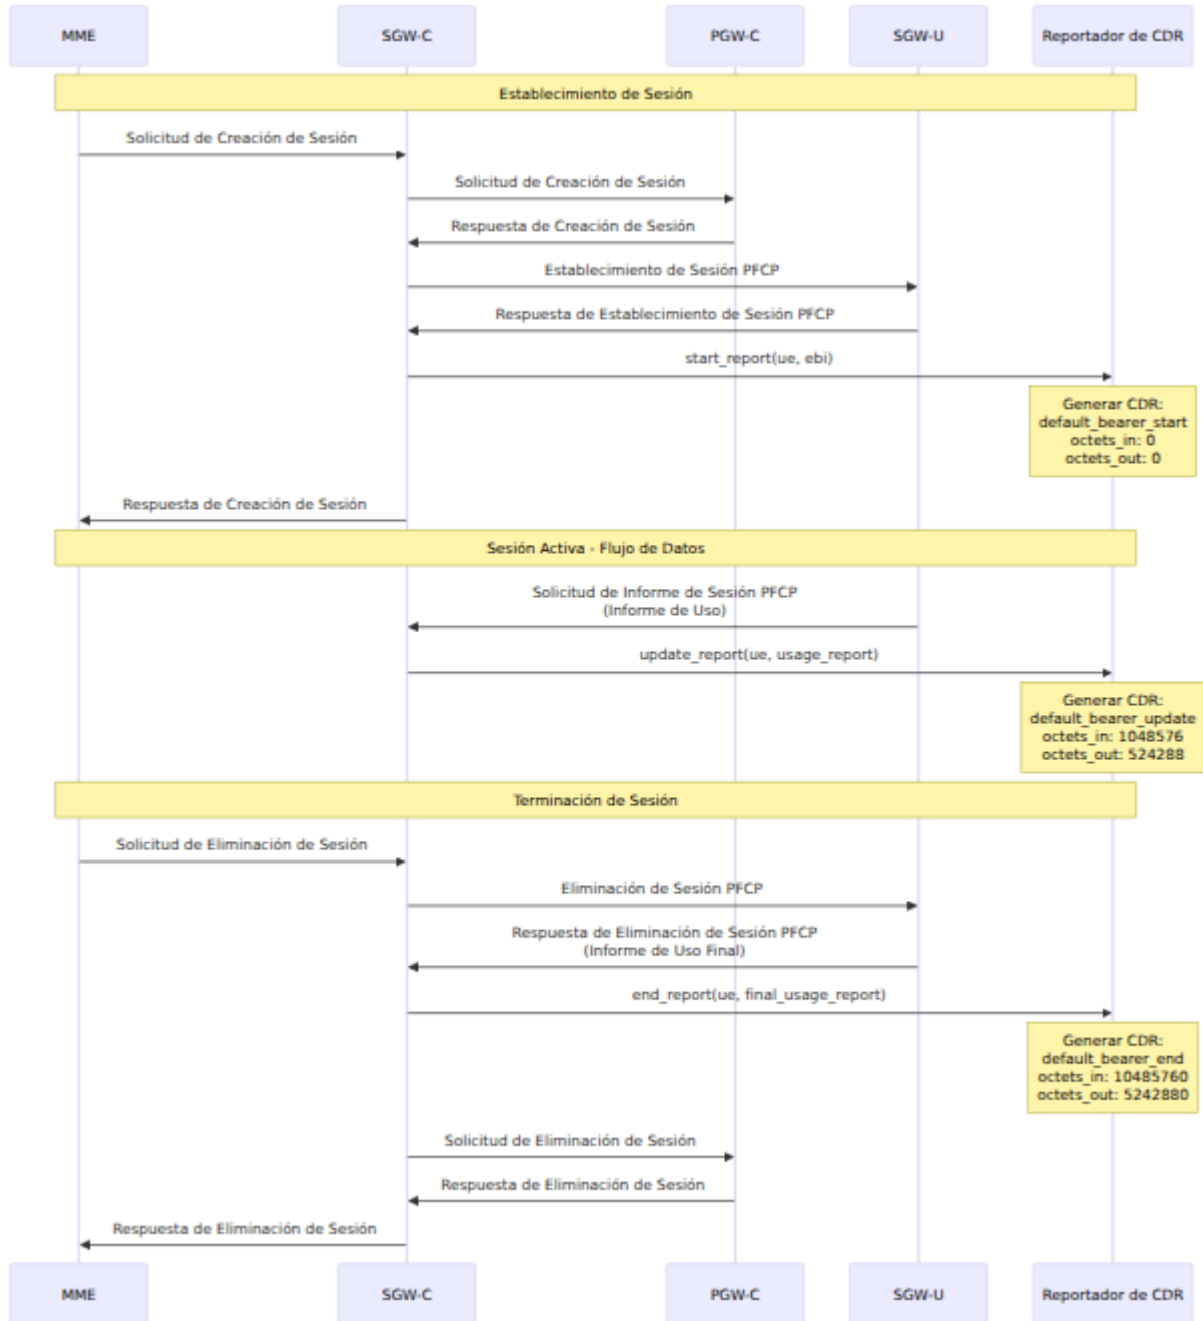 MME
SGW-C
PGW-C
SGW-U
Reportador de CDR
Establecimiento de Sesión
Solicitud de Creación de Sesión
Solicitud de Creación de Sesión
Respuesta de Creación de Sesión
Establecimiento de Sesión PFCP
Respuesta de Establecimiento de Sesión PFCP
start_report(ue, ebi)
Generar CDR:
default_bearer_start
octets_in: 0
octets_out: 0
Respuesta de Creación de Sesión
Sesión Activa - Flujo de Datos
Solicitud de Informe de Sesión PFCP
(Informe de Uso)
update_report(ue, usage_report)
Generar CDR:
default_bearer_update
octets_in: 1048576
octets_out: 524288
Terminación de Sesión
Solicitud de Eliminación de Sesión
Eliminación de Sesión PFCP
Respuesta de Eliminación de Sesión PFCP
(Informe de Uso Final)
end_report(ue, final_usage_report)
Generar CDR:
default_bearer_end
octets_in: 10485760
octets_out: 5242880
Solicitud de Eliminación de Sesión
Respuesta de Eliminación de Sesión
Respuesta de Eliminación de Sesión
MME
SGW-C
PGW-C
SGW-U
Reportador de CDR